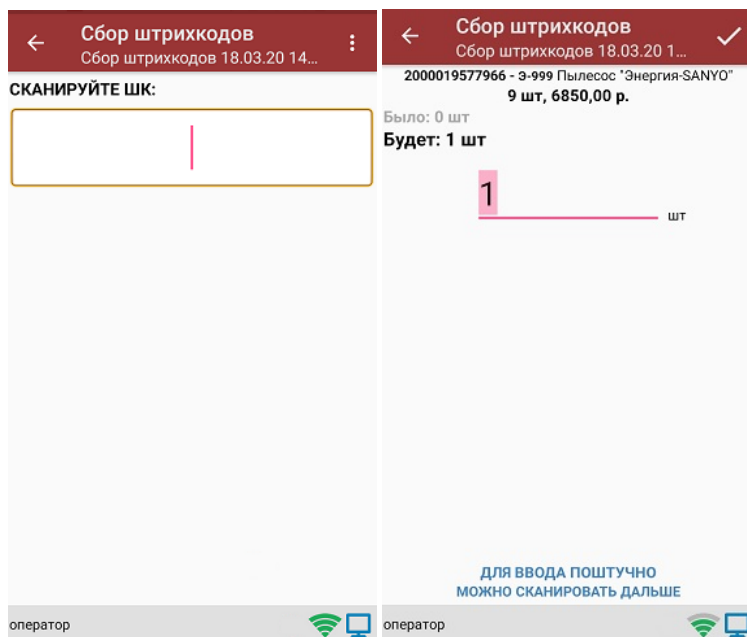 Сбор штрихкодов
Сбор штрихкодов 18.03.20 14...
СКАНИРУЙТЕ ШК:
оператор
Сбор штрихкодов
Сбор штрихкодов 18.03.20 1...
2000019577966 - Э-999 Пылесос "Энергия-SANYO"
9 шт, 6850,00 р.
Было: 0 шт
Будет: 1 шт
1 шт
ДЛЯ ВВОДА ПОШТУЧНО
МОЖНО СКАНИРОВАТЬ ДАЛЬШЕ
оператор